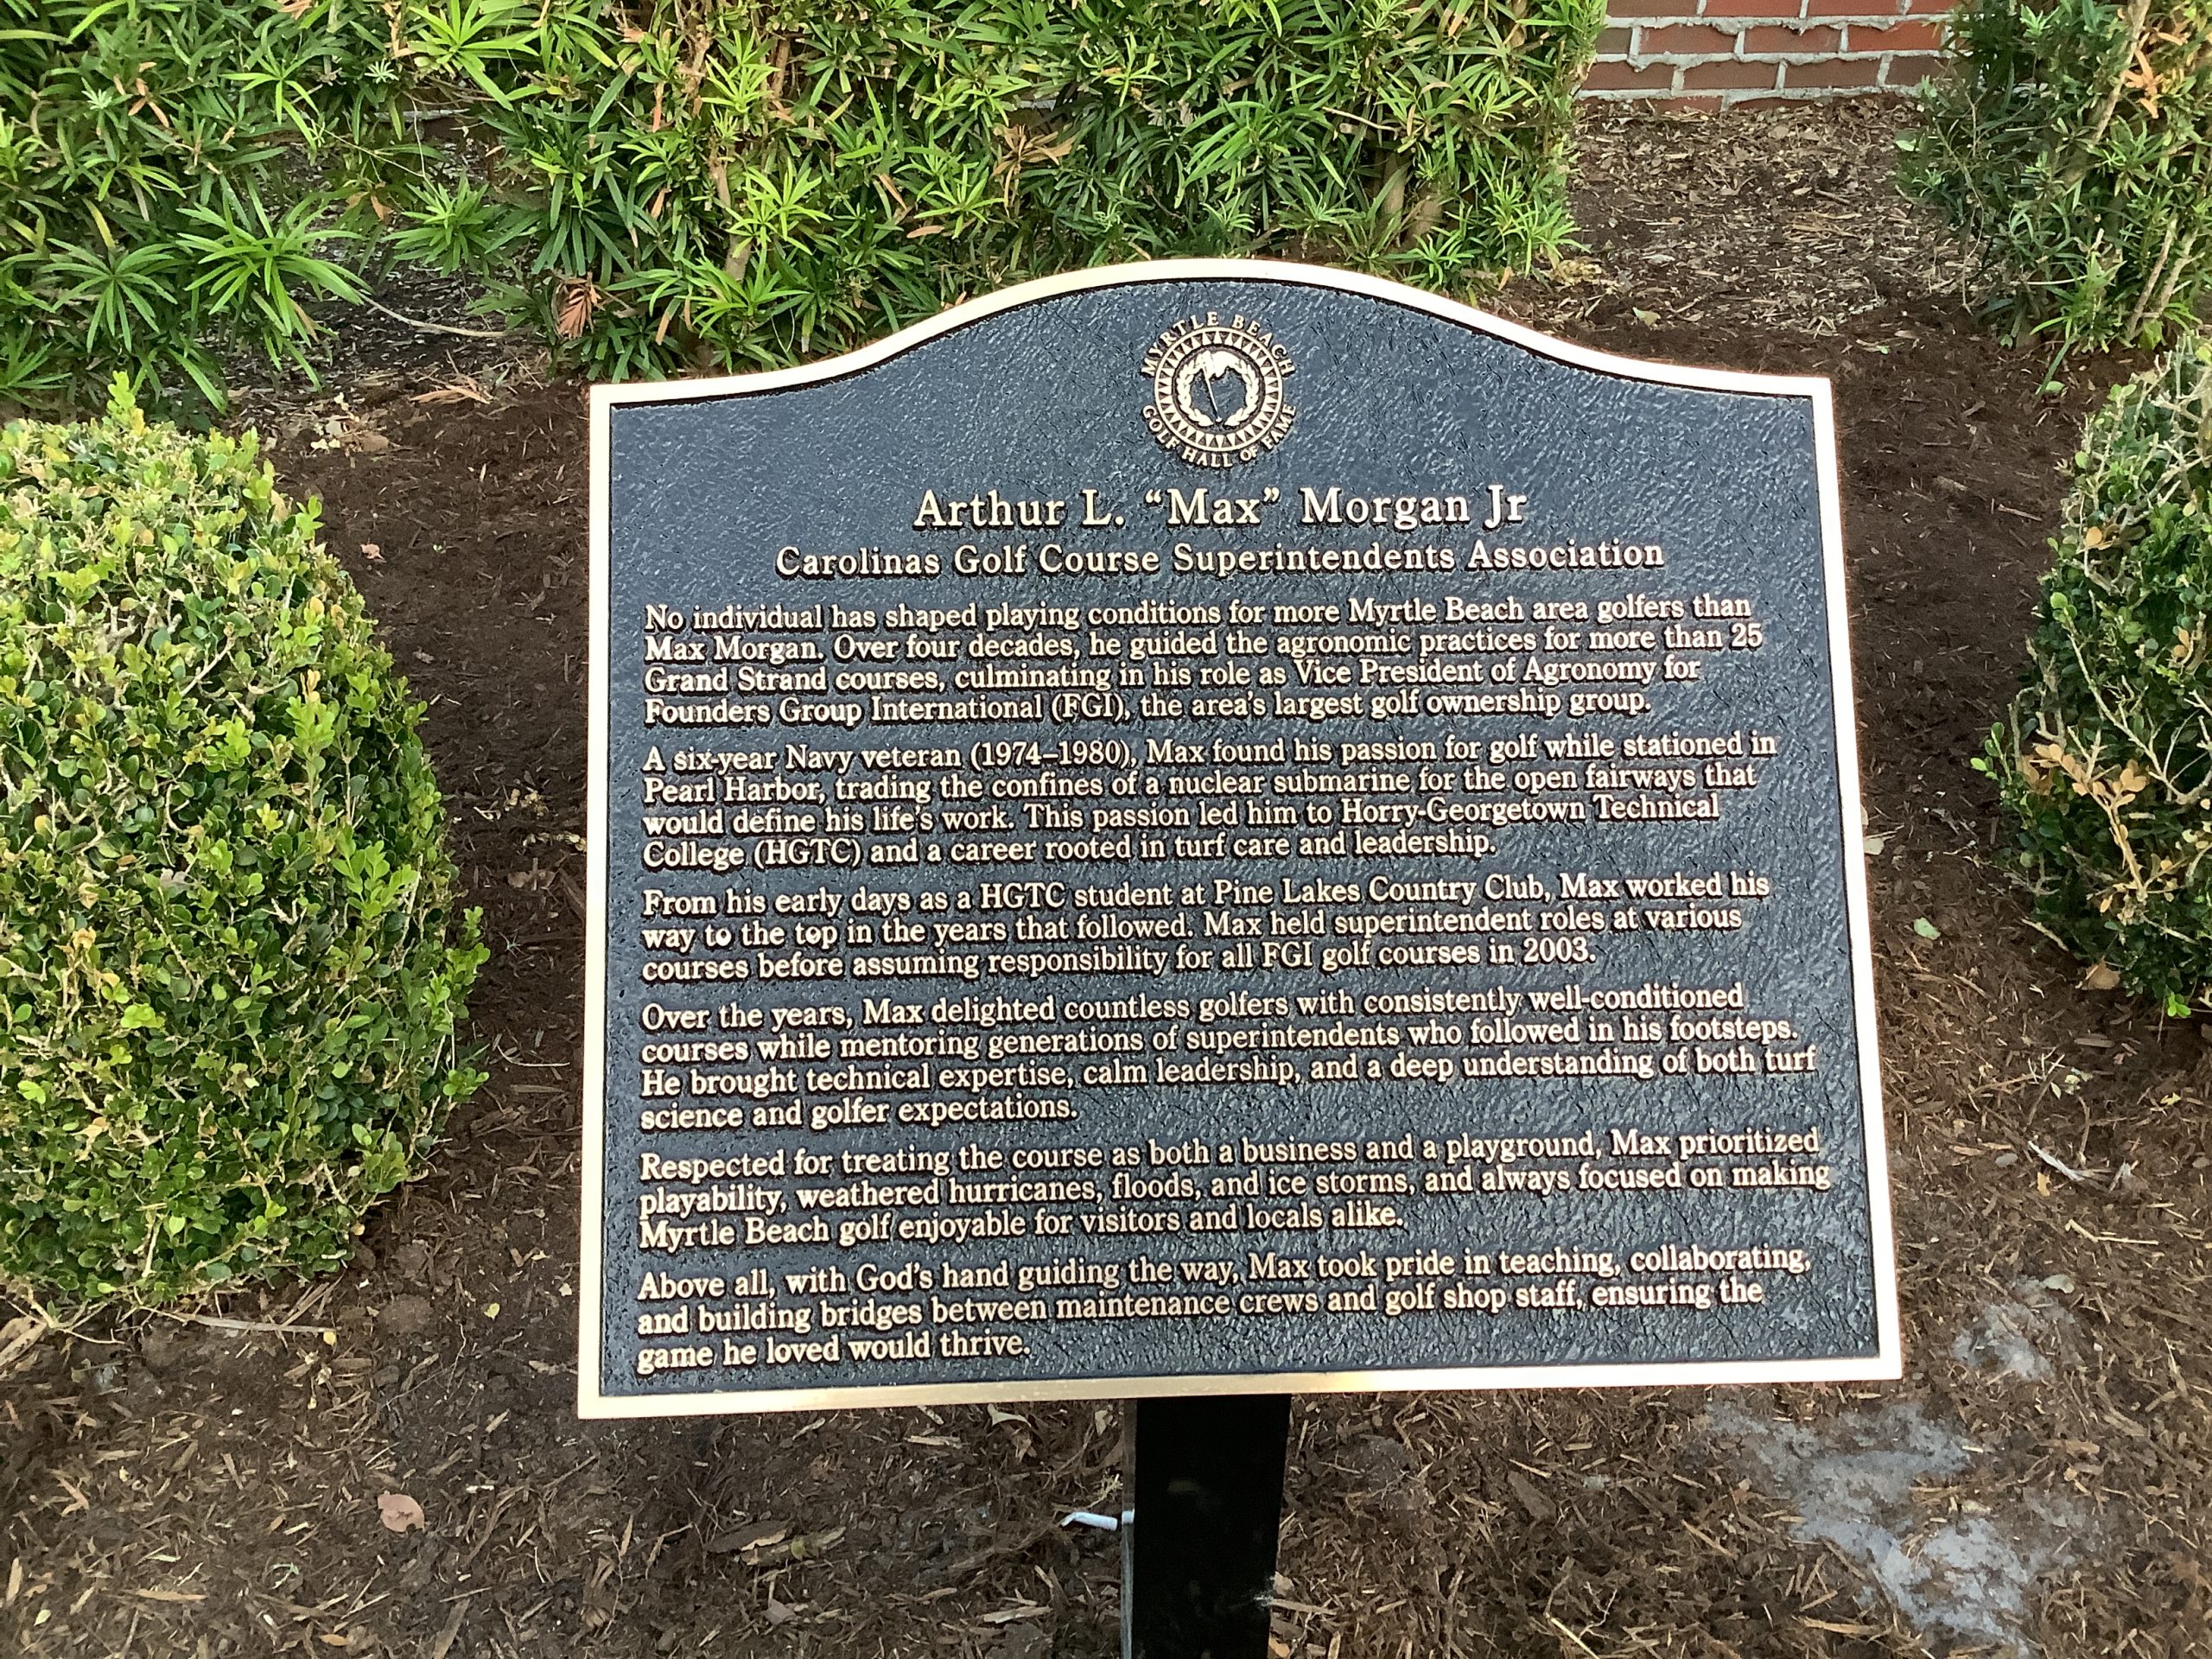 MYRTLE BEACH
GOLF HALL OF FAME
Arthur L. “Max” Morgan Jr
Carolinas Golf Course Superintendents Association
No individual has shaped playing conditions for more Myrtle Beach area golfers than
Max Morgan. Over four decades, he guided the agronomic practices for more than 25
Grand Strand courses, culminating in his role as Vice President of Agronomy for
Founders Group International (FGI), the area’s largest golf ownership group.
A six-year Navy veteran (1974–1980), Max found his passion for golf while stationed in
Pearl Harbor, trading the confines of a nuclear submarine for the open fairways that
would define his life’s work. This passion led him to Horry-Georgetown Technical
College (HGTC) and a career rooted in turf care and leadership.
From his early days as a HGTC student at Pine Lakes Country Club, Max worked his
way to the top in the years that followed. Max held superintendent roles at various
courses before assuming responsibility for all FGI golf courses in 2003.
Over the years, Max delighted countless golfers with consistently well-conditioned
courses while mentoring generations of superintendents who followed in his footsteps.
He brought technical expertise, calm leadership, and a deep understanding of both turf
science and golfer expectations.
Respected for treating the course as both a business and a playground, Max prioritized
playability, weathered hurricanes, floods, and ice storms, and always focused on making
Myrtle Beach golf enjoyable for visitors and locals alike.
Above all, with God’s hand guiding the way, Max took pride in teaching, collaborating,
and building bridges between maintenance crews and golf shop staff, ensuring the
game he loved would thrive.